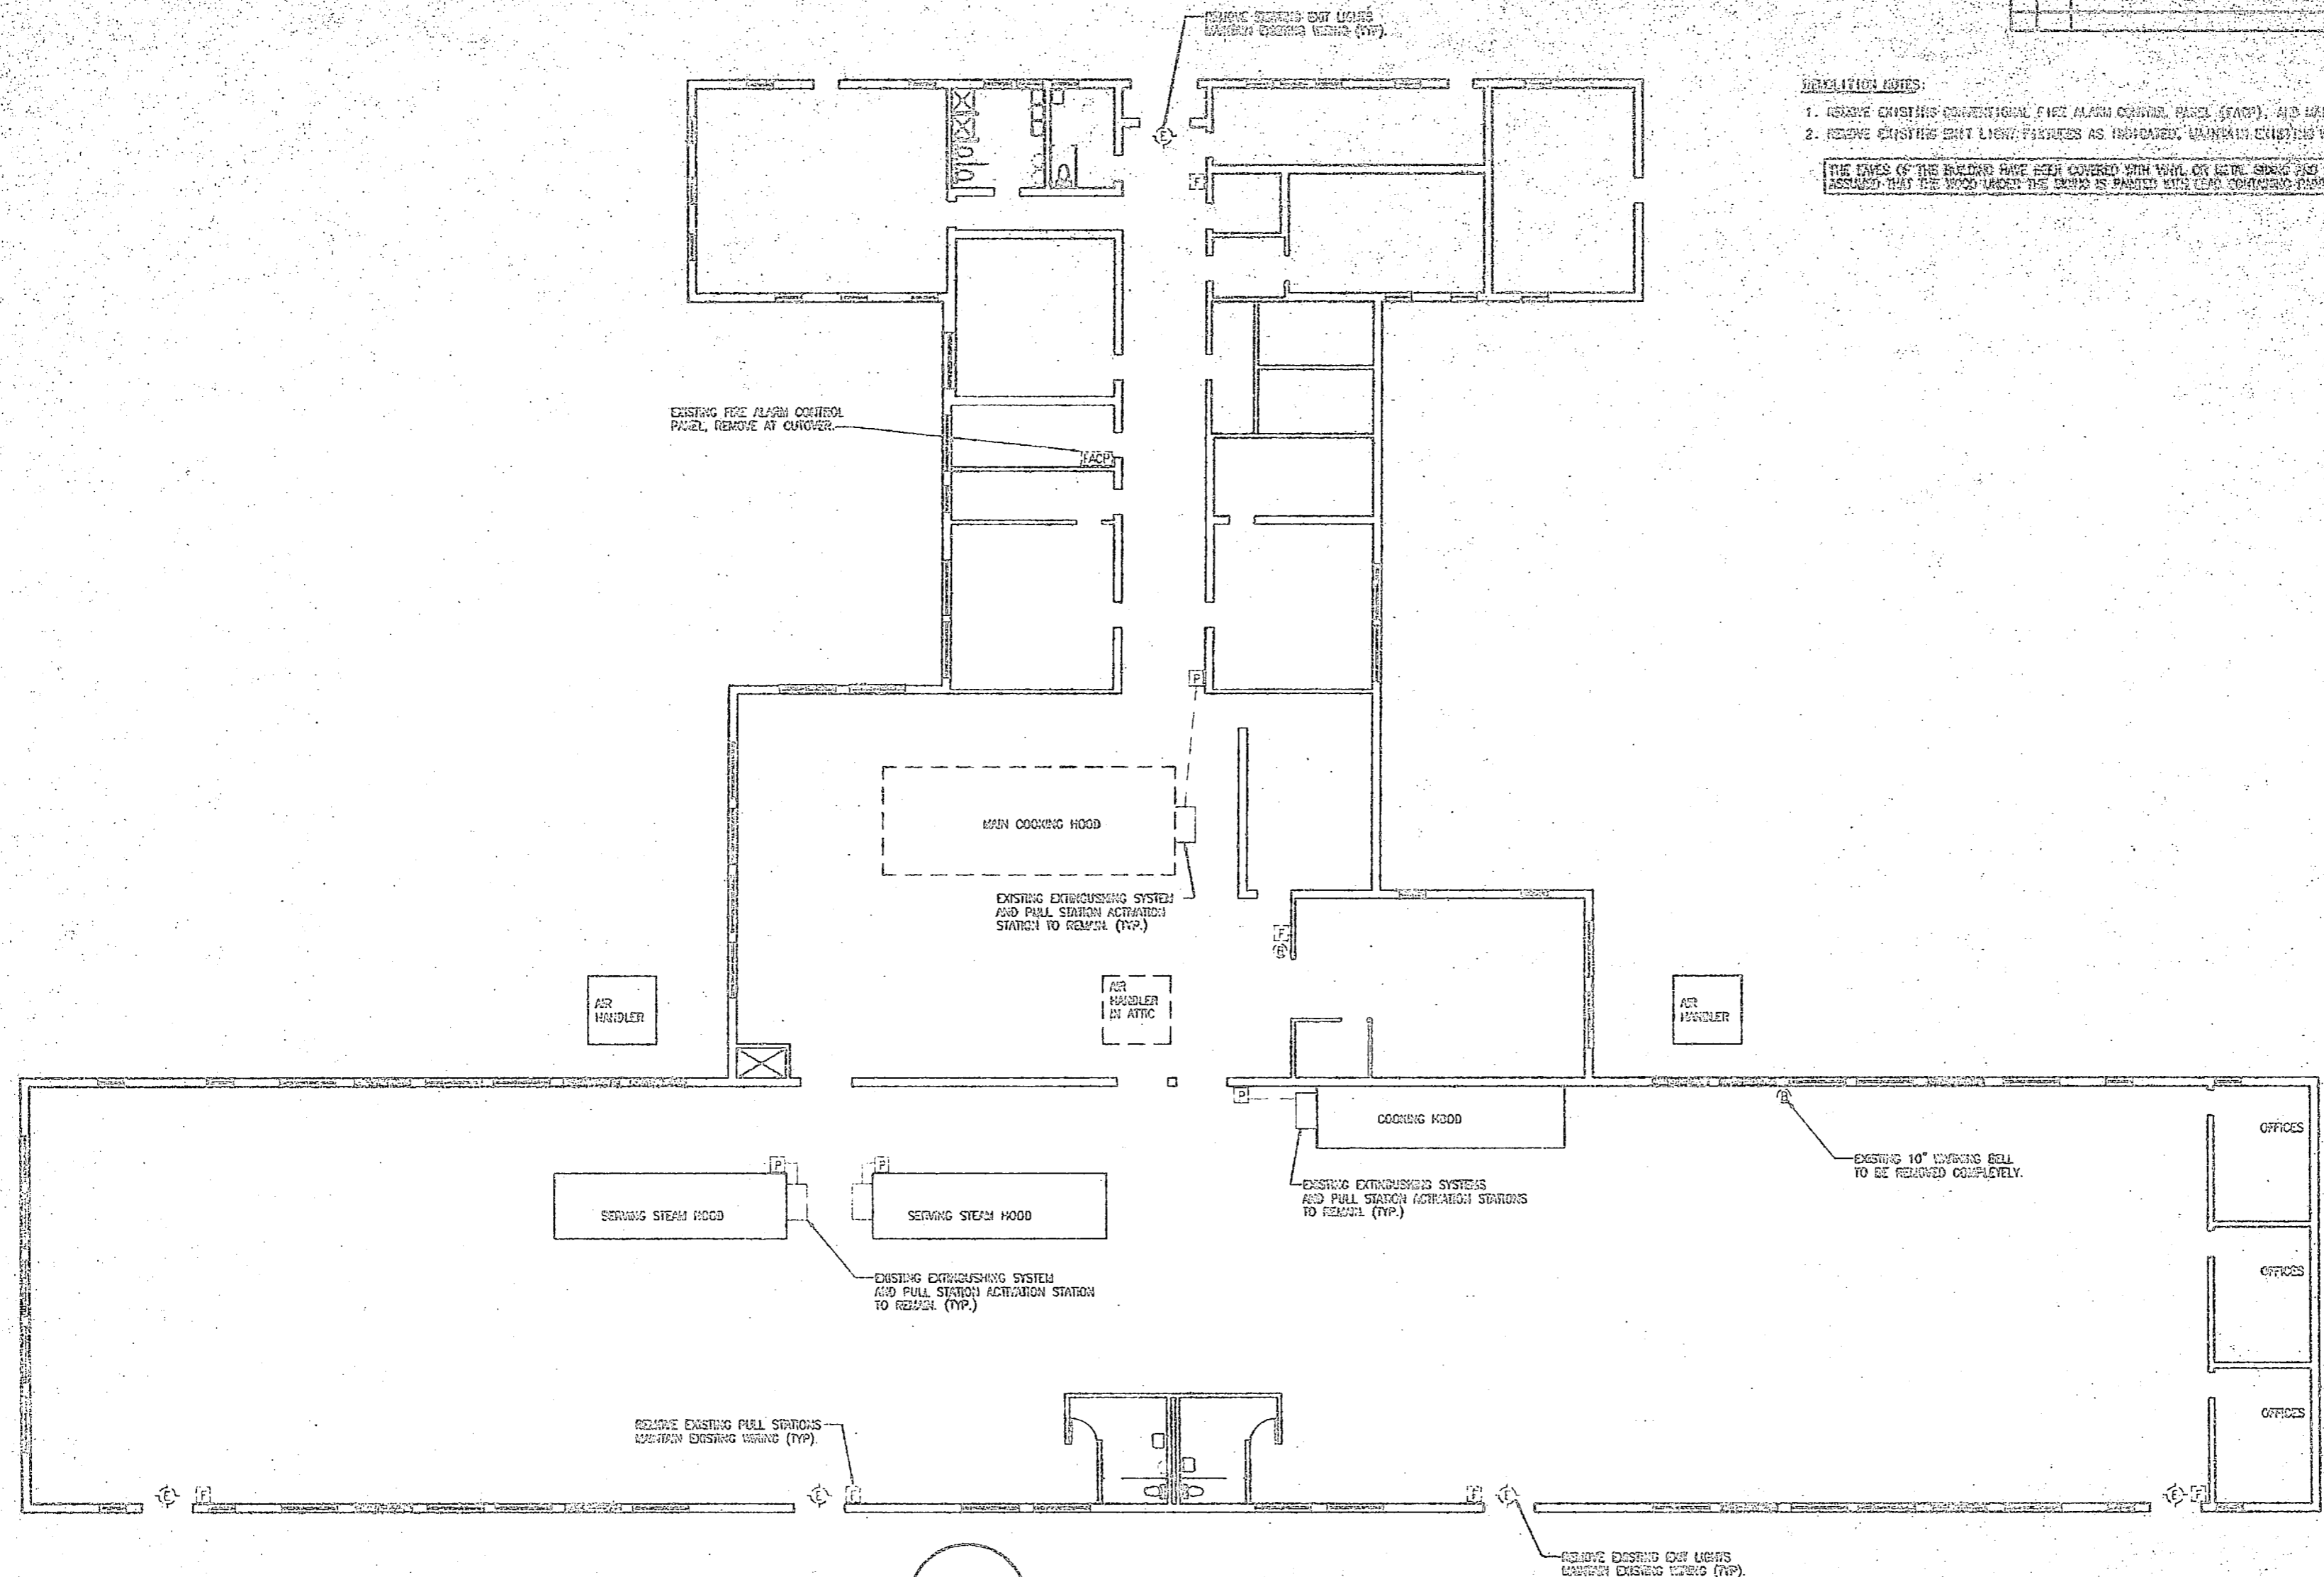 REMOVE EXISTING EXIT LIGHTS
MAINTAIN EXISTING WIRING (TYP).
DEMOLITION NOTES:
1. REMOVE EXISTING CONVENTIONAL FIRE ALARM CONTROL PANEL (FACP), AND
2. REMOVE EXISTING EXIT LIGHT FIXTURES AS INDICATED, MAINTAIN EXISTING
THE EAVES OF THE BUILDING HAVE BEEN COVERED WITH VINYL OR METAL SIDING AND
ASSUMED THAT THE WOOD UNDER THE SIDING IS PAINTED WITH LEAD CONTAINING
E
F
EXISTING FIRE ALARM CONTROL
PANEL, REMOVE AT CUTOVER.
FACP
P
MAIN COOKING HOOD
EXISTING EXTINGUSHING SYSTEM
AND PULL STATION ACTIVATION
STATION TO REMAIN. (TYP.)
F
AIR
HANDLER
AIR
HANDLER
IN ATTIC
AIR
HANDLER
P
COOKING HOOD
B
OFFICES
EXISTING 10" WARNING BELL
TO BE REMOVED COMPLETELY.
P
P
SERVING STEAM HOOD
SERVING STEAM HOOD
EXISTING EXTINGUSHING SYSTEMS
AND PULL STATION ACTIVATION STATIONS
TO REMAIN. (TYP.)
OFFICES
EXISTING EXTINGUSHING SYSTEM
AND PULL STATION ACTIVATION STATION
TO REMAIN. (TYP.)
OFFICES
REMOVE EXISTING PULL STATIONS
MAINTAIN EXISTING WIRING (TYP).
E
F
E
F
F
E
E
F
REMOVE EXISTING EXIT LIGHTS
MAINTAIN EXISTING WIRING (TYP).